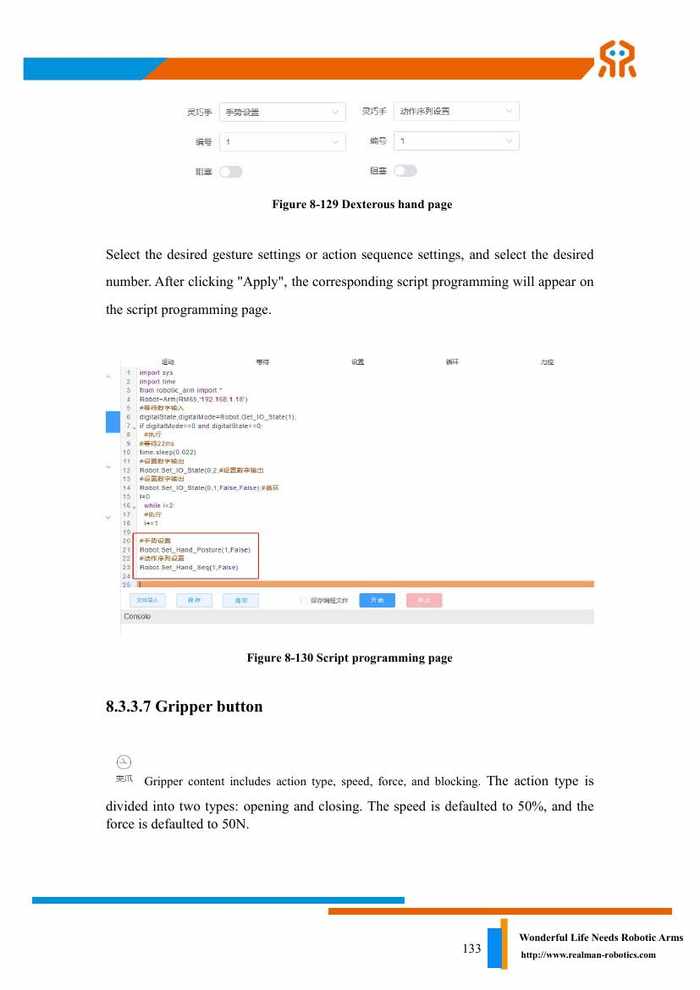 灵巧手 手势设置 灵巧手 动作序列设置
编号 1 编号 1
阻塞 阻塞
Figure 8-129 Dexterous hand page
Select the desired gesture settings or action sequence settings, and select the desired
number. After clicking "Apply", the corresponding script programming will appear on
the script programming page.
运动 等待 设置 循环 力控
1 import sys
2 import time
3 from robotic_arm import *
4 Robot=Arm(RM65,'192.168.1.18')
5 #等待数字输入
6 digitalState,digitalMode=Robot.Get_IO_State(1);
7 if digitalMode==0 and digitalState==0:
8 #执行
9 #等待22ms
10 time.sleep(0.022)
11 #设置数字输出
12 Robot.Set_IO_State(0,2,#设置数字输出
13 #设置数字输出
14 Robot.Set_IO_State(0,1,False,False) #循环
15 i=0
16 while i<2:
17 #执行
18 i+=1
19
20 #手势设置
21 Robot.Set_Hand_Posture(1,False)
22 #动作序列设置
23 Robot.Set_Hand_Seq(1,False)
24
25
保存编程文件
Console
Figure 8-130 Script programming page
8.3.3.7 Gripper button
夹爪 Gripper content includes action type, speed, force, and blocking. The action type is
divided into two types: opening and closing. The speed is defaulted to 50%, and the
force is defaulted to 50N.
133
Wonderful Life Needs Robotic Arms
http://www.realman-robotics.com